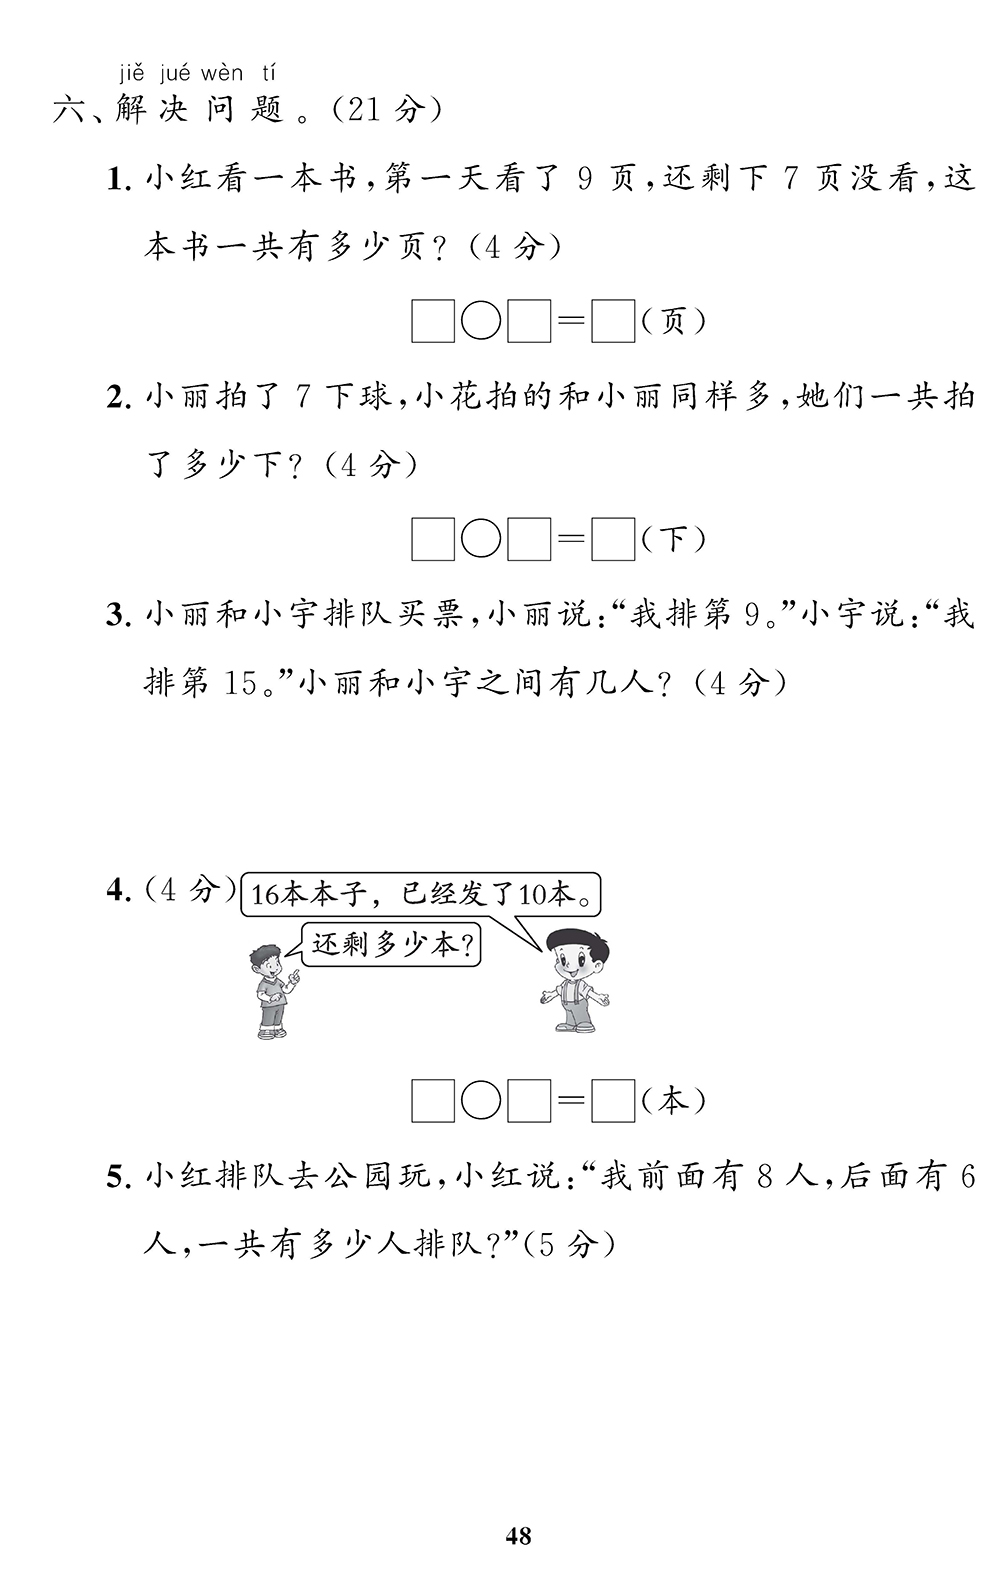 jiě jué wèn tí
六、解决问题。(21分)
1. 小红看一本书,第一天看了9页,还剩下7页没看,这
本书一共有多少页?(4分)
□○□=□(页)
2. 小丽拍了7下球,小花拍的和小丽同样多,她们一共拍
了多少下?(4分)
□○□=□(下)
3. 小丽和小宇排队买票,小丽说:“我排第9。”小宇说:“我
排第15。”小丽和小宇之间有几人?(4分)
4. (4分)16本本子，已经发了10本。
还剩多少本?
□○□=□(本)
5. 小红排队去公园玩,小红说:“我前面有8人,后面有6
人,一共有多少人排队?”(5分)
48